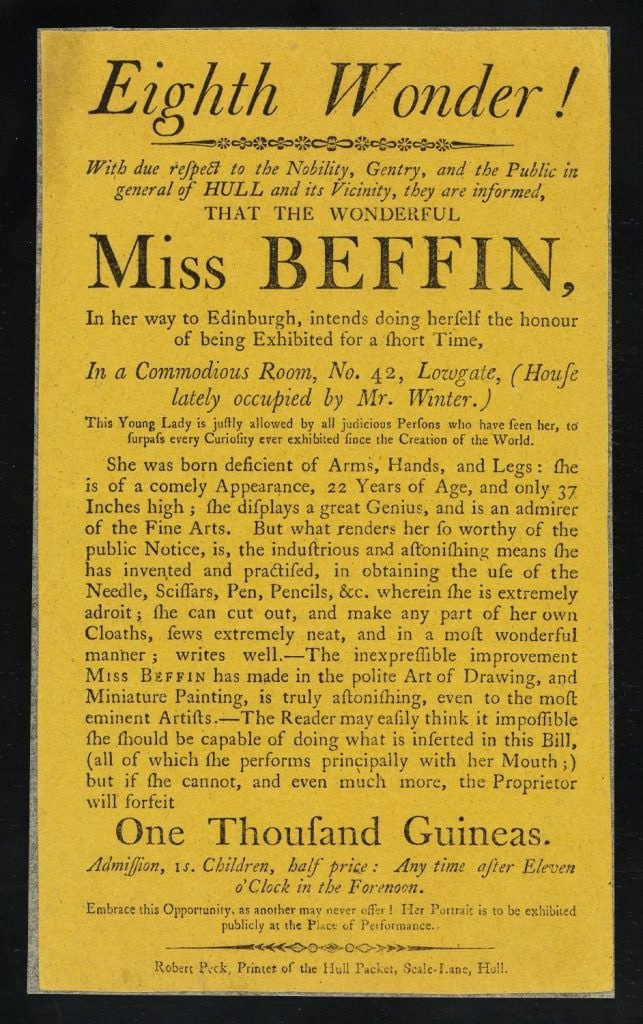 Eighth Wonder!
With due reſpect to the Nobility, Gentry, and the Public in
general of HULL and its Vicinity, they are informed,
THAT THE WONDERFUL
Miss BEFFIN,
In her way to Edinburgh, intends doing herſelf the honour
of being Exhibited for a ſhort Time,
In a Commodious Room, No. 42, Lowgate, (Houſe
lately occupied by Mr. Winter.)
This Young Lady is juſtly allowed by all judicious Perſons who have ſeen her, to
ſurpaſs every Curioſity ever exhibited ſince the Creation of the World.
She was born deficient of Arms, Hands, and Legs: ſhe
is of a comely Appearance, 22 Years of Age, and only 37
Inches high; ſhe diſplays a great Genius, and is an admirer
of the Fine Arts. But what renders her ſo worthy of the
public Notice, is, the induſtrious and aſtoniſhing means ſhe
has invented and practiſed, in obtaining the uſe of the
Needle, Sciſſars, Pen, Pencils, &c. wherein ſhe is extremely
adroit; ſhe can cut out, and make any part of her own
Cloaths, ſews extremely neat, and in a moſt wonderful
manner; writes well.—The inexpreſſible improvement
MISS BEFFIN has made in the polite Art of Drawing, and
Miniature Painting, is truly aſtoniſhing, even to the moſt
eminent Artiſts.—The Reader may eaſily think it impoſſible
ſhe ſhould be capable of doing what is inſerted in this Bill,
(all of which ſhe performs principally with her Mouth;)
but if ſhe cannot, and even much more, the Proprietor
will forfeit
One Thouſand Guineas.
Admiſſion, 1s. Children, half price: Any time after Eleven
o'Clock in the Forenoon.
Embrace this Opportunity, as another may never offer! Her Portrait is to be exhibited
publicly at the Place of Performance.
Robert Peck, Printer of the Hull Packet, Scale-Lane, Hull.